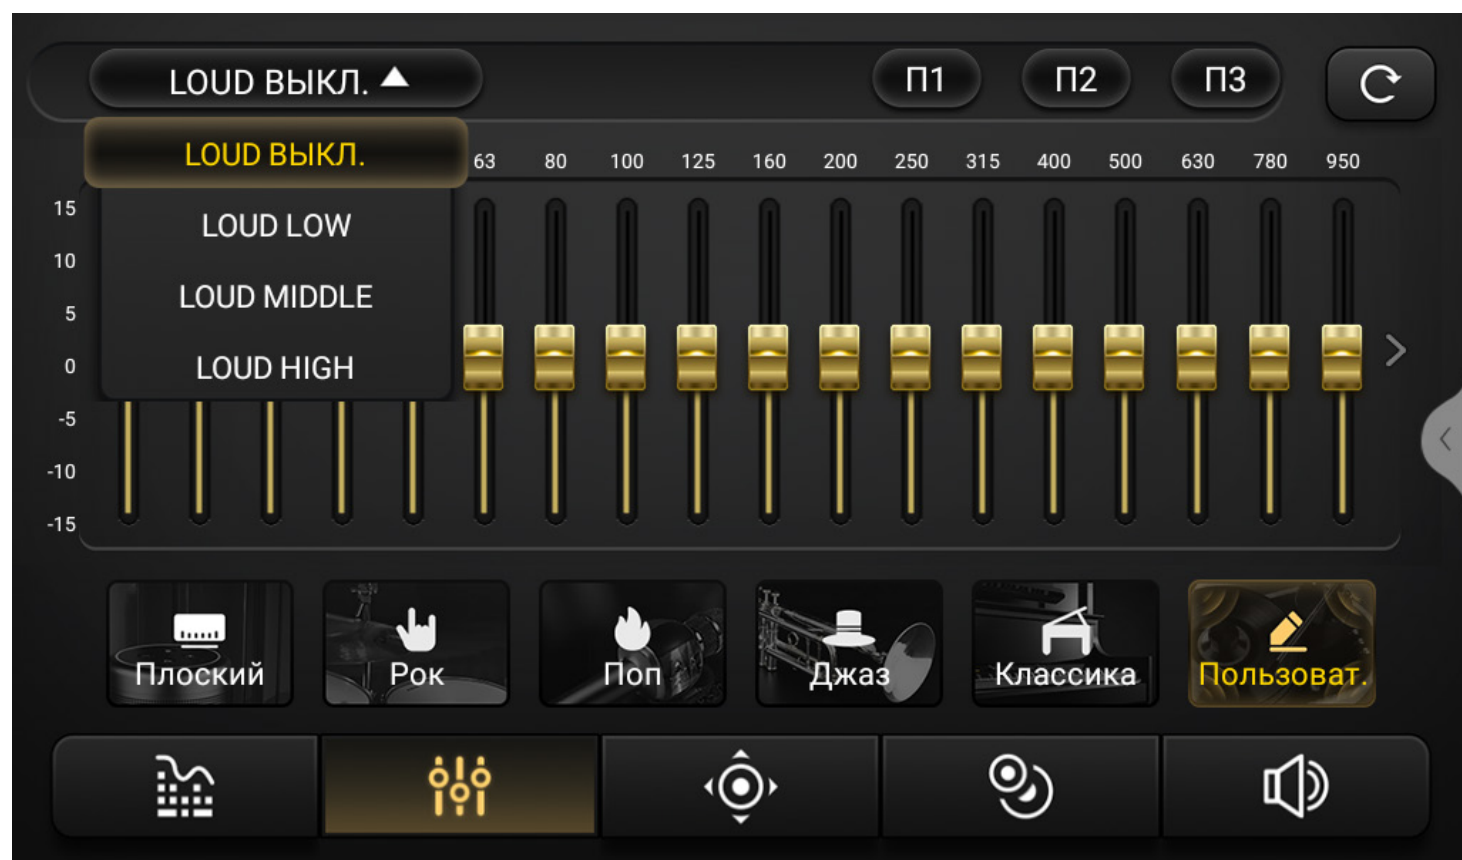 LOUD ВЫКЛ.
П1 П2 П3
LOUD ВЫКЛ.
LOUD LOW
LOUD MIDDLE
LOUD HIGH
63 80 100 125 160 200 250 315 400 500 630 780 950
15
10
5
0
-5
-10
-15
Плоский Рок Поп Джаз Классика Пользоват.